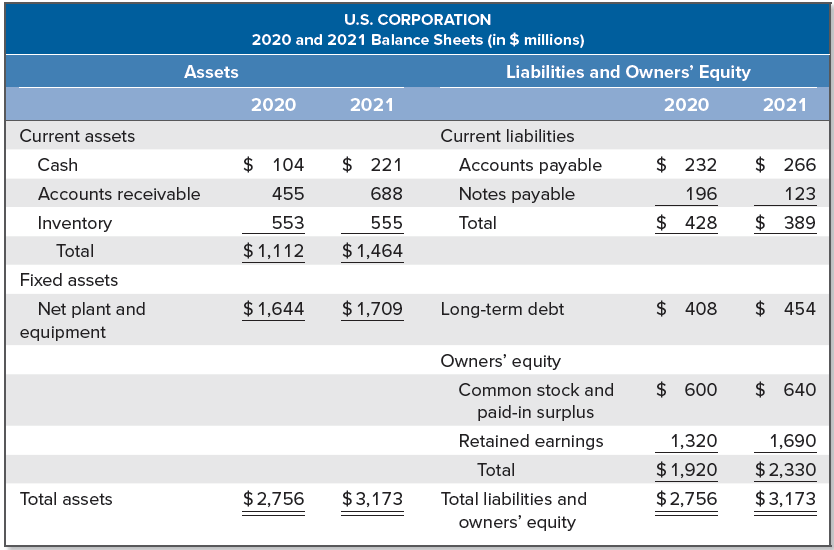 U.S. CORPORATION
2020 and 2021 Balance Sheets (in $ millions)
Assets Liabilities and Owners’ Equity
2020 2021 2020 2021
Current assets Current liabilities
Cash $ 104 $ 221 Accounts payable $ 232 $ 266
Accounts receivable 455 688 Notes payable 196 123
Inventory 553 555 Total $ 428 $ 389
Total $1,112 $1,464
Fixed assets
Net plant and $1,644 $1,709 Long-term debt $ 408 $ 454
equipment
Owners’ equity
Common stock and $ 600 $ 640
paid-in surplus
Retained earnings 1,320 1,690
Total $1,920 $2,330
Total assets $2,756 $3,173 Total liabilities and $2,756 $3,173
owners’ equity